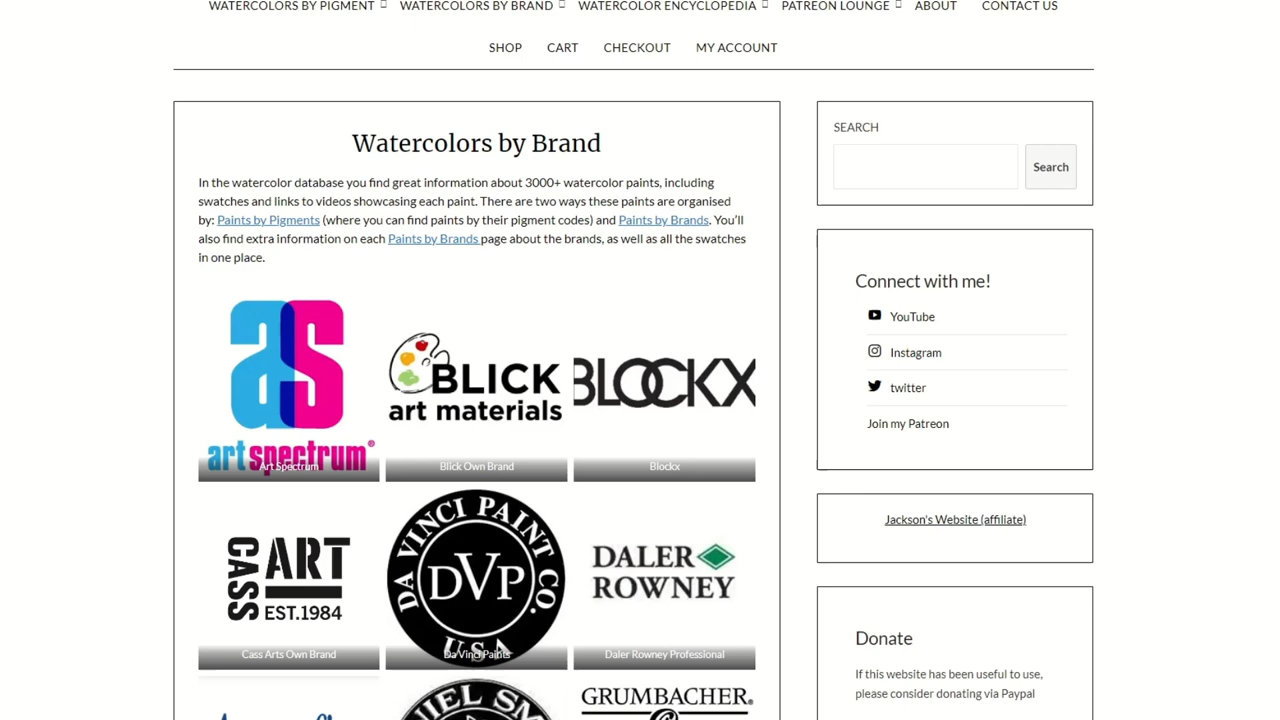 WATERCOLORS BY PIGMENT WATERCOLORS BY BRAND WATERCOLOR ENCYCLOPEDIA PATREON LOUNGE ABOUT CONTACT US
SHOP CART CHECKOUT MY ACCOUNT
Watercolors by Brand
In the watercolor database you find great information about 3000+ watercolor paints, including
swatches and links to videos showcasing each paint. There are two ways these paints are organised
by: Paints by Pigments (where you can find paints by their pigment codes) and Paints by Brands. You'll
also find extra information on each Paints by Brands page about the brands, as well as all the swatches
in one place.
as
art spectrum®
Art Spectrum
BLICK
art materials
Blick Own Brand
BLOCKX
Blockx
CASS ART
EST.1984
Cass Arts Own Brand
DA VINCI PAINT CO.
DVP
USA
Da Vinci Paints
DALER
ROWNEY
Daler Rowney Professional
GRUMBACHER®
SEARCH
Search
Connect with me!
YouTube
Instagram
twitter
Join my Patreon
Jackson's Website (affiliate)
Donate
If this website has been useful to use,
please consider donating via Paypal